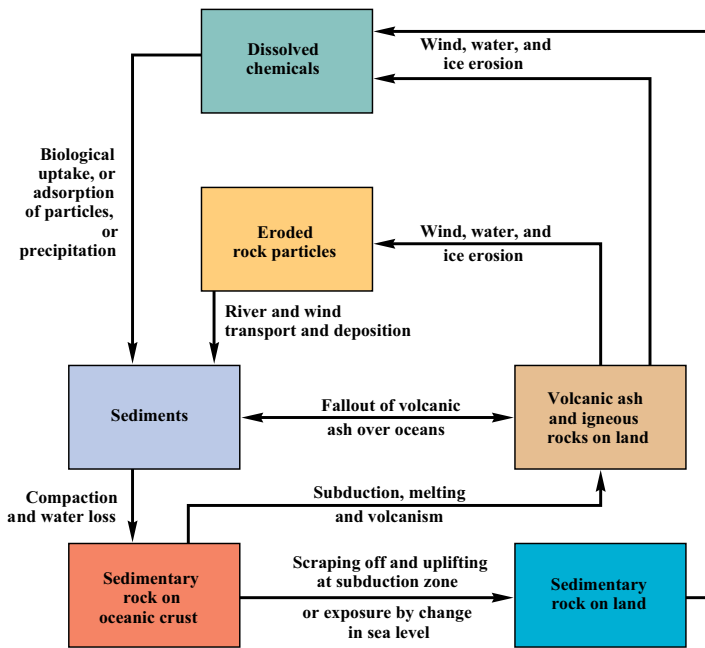 Dissolved
chemicals
Wind, water, and
ice erosion
Biological
uptake, or
adsorption
of particles,
or
precipitation
Eroded
rock particles
Wind, water, and
ice erosion
River and wind
transport and deposition
Sediments
Fallout of volcanic
ash over oceans
Volcanic ash
and igneous
rocks on land
Compaction
and water loss
Subduction, melting
and volcanism
Sedimentary
rock on
oceanic crust
Scraping off and uplifting
at subduction zone
or exposure by change
in sea level
Sedimentary
rock on land